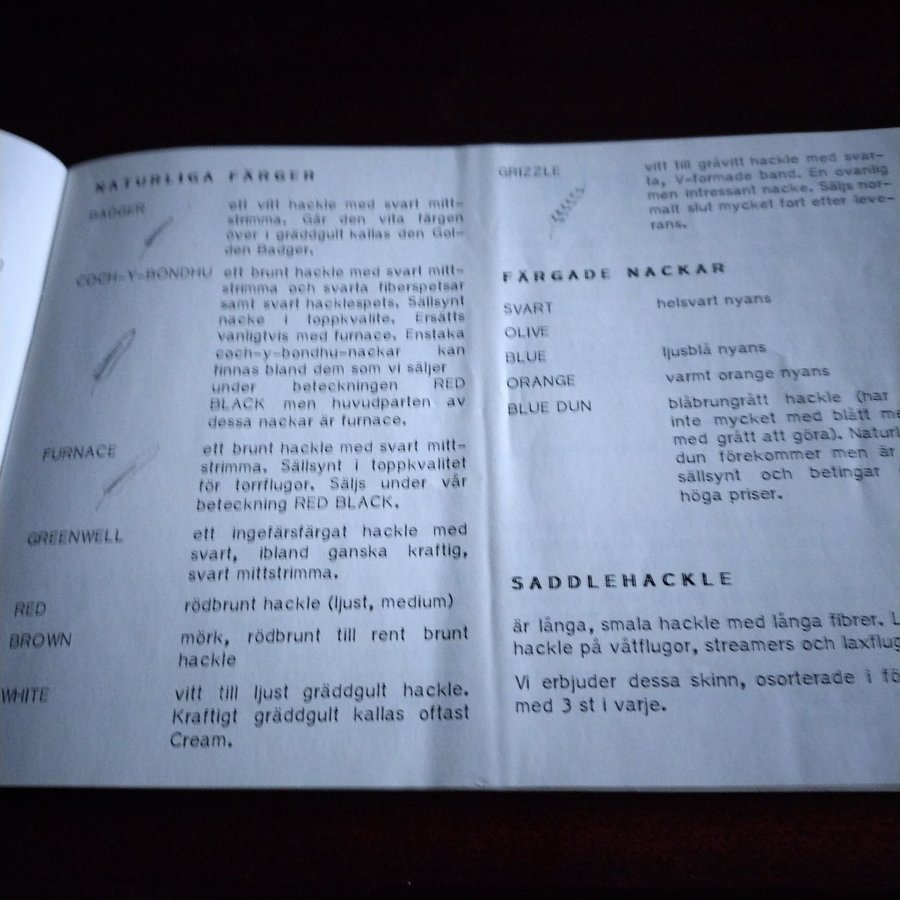 NATURLIGA FÄRGER
BADGER ett vitt hackle med svart mitt-
strimma. Går den vita färgen
över i gräddgult kallas den Gol-
den Badger.
COCH-Y-BONDHU ett brunt hackle med svart mitt-
strimma och svarta fiberspetsar
samt svart hacklespets. Sällsynt
nacke i toppkvalite. Ersätts
vanligtvis med furnace. Enstaka
coch-y-bondhu-nackar kan
finnas bland dem som vi säljer
under beteckningen RED
BLACK men huvudparten av
dessa nackar är furnace.
FURNACE ett brunt hackle med svart mitt-
strimma. Sällsynt i toppkvalitet
för torrflugor. Säljs under vår
beteckning RED BLACK.
GREENWELL ett ingefärsfärgat hackle med
svart, ibland ganska kraftig,
svart mittstrimma.
RED rödbrunt hackle (ljust, medium)
BROWN mörk, rödbrunt till rent brunt
hackle
WHITE vitt till ljust gräddgult hackle.
Kraftigt gräddgult kallas oftast
Cream.
GRIZZLE vitt till gråvitt hackle med svar-
ta, V-formade band. En ovanlig
men intressant nacke. Säljs nor-
malt slut mycket fort efter leve-
rans.
FÄRGADE NACKAR
SVART helsvart nyans
OLIVE
BLUE ljusblå nyans
ORANGE varmt orange nyans
BLUE DUN blåbrungrått hackle (har
inte mycket med blått
med grått att göra).
dun förekommer men är
sällsynt och betingar
höga priser.
SADDLEHACKLE
är långa, smala hackle med långa fibrer.
hackle på våtflugor, streamers och
Vi erbjuder dessa skinn, osorterade i
med 3 st i varje.